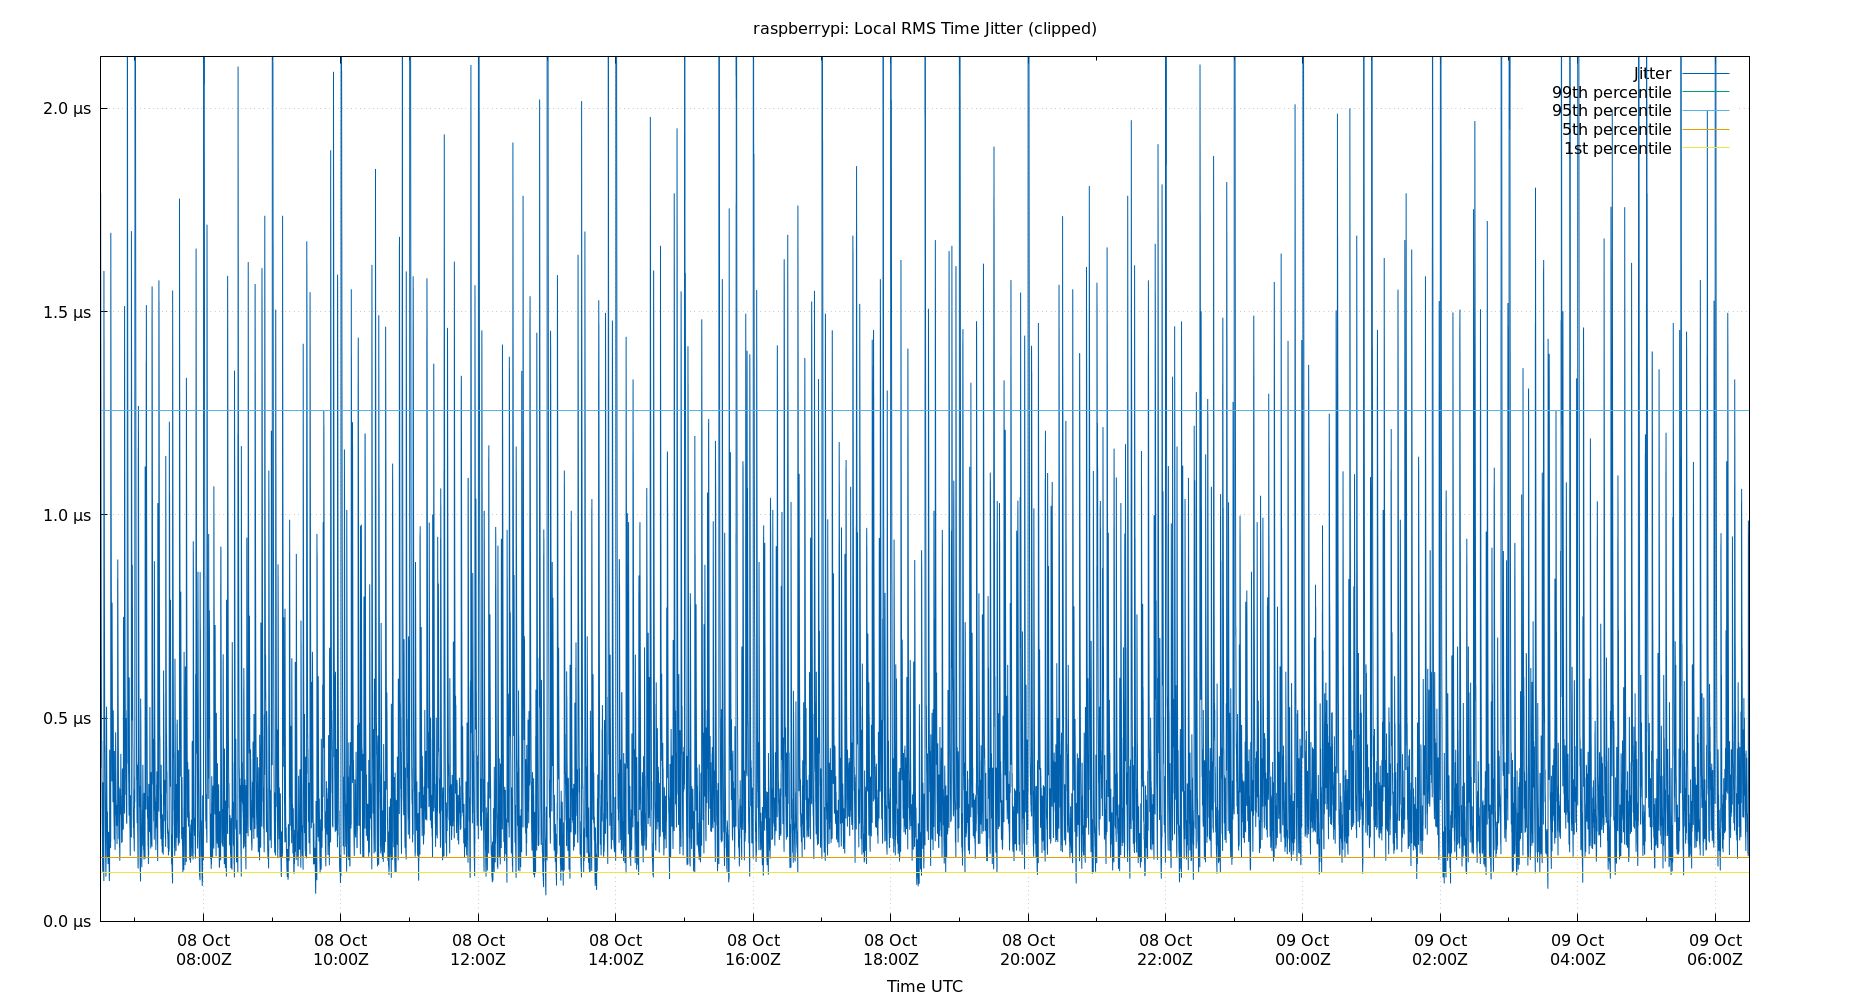 raspberrypi: Local RMS Time Jitter (clipped)
Jitter
99th percentile
95th percentile
5th percentile
1st percentile
2.0 μs
1.5 μs
1.0 μs
0.5 μs
0.0 μs
08 Oct 08 Oct 08 Oct 08 Oct 08 Oct 08 Oct 08 Oct 08 Oct 09 Oct 09 Oct 09 Oct 09 Oct
08:00Z 10:00Z 12:00Z 14:00Z 16:00Z 18:00Z 20:00Z 22:00Z 00:00Z 02:00Z 04:00Z 06:00Z
Time UTC